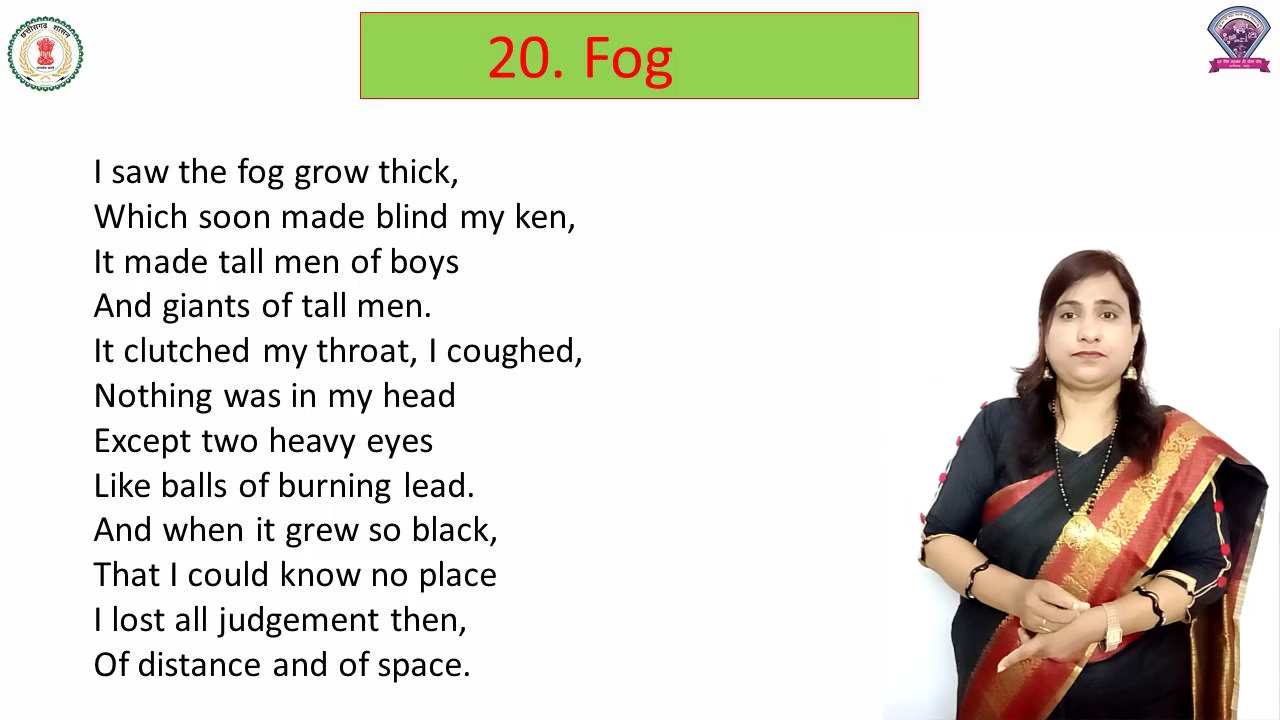 छत्तीसगढ़ शासन
20. Fog
I saw the fog grow thick,
Which soon made blind my ken,
It made tall men of boys
And giants of tall men.
It clutched my throat, I coughed,
Nothing was in my head
Except two heavy eyes
Like balls of burning lead.
And when it grew so black,
That I could know no place
I lost all judgement then,
Of distance and of space.